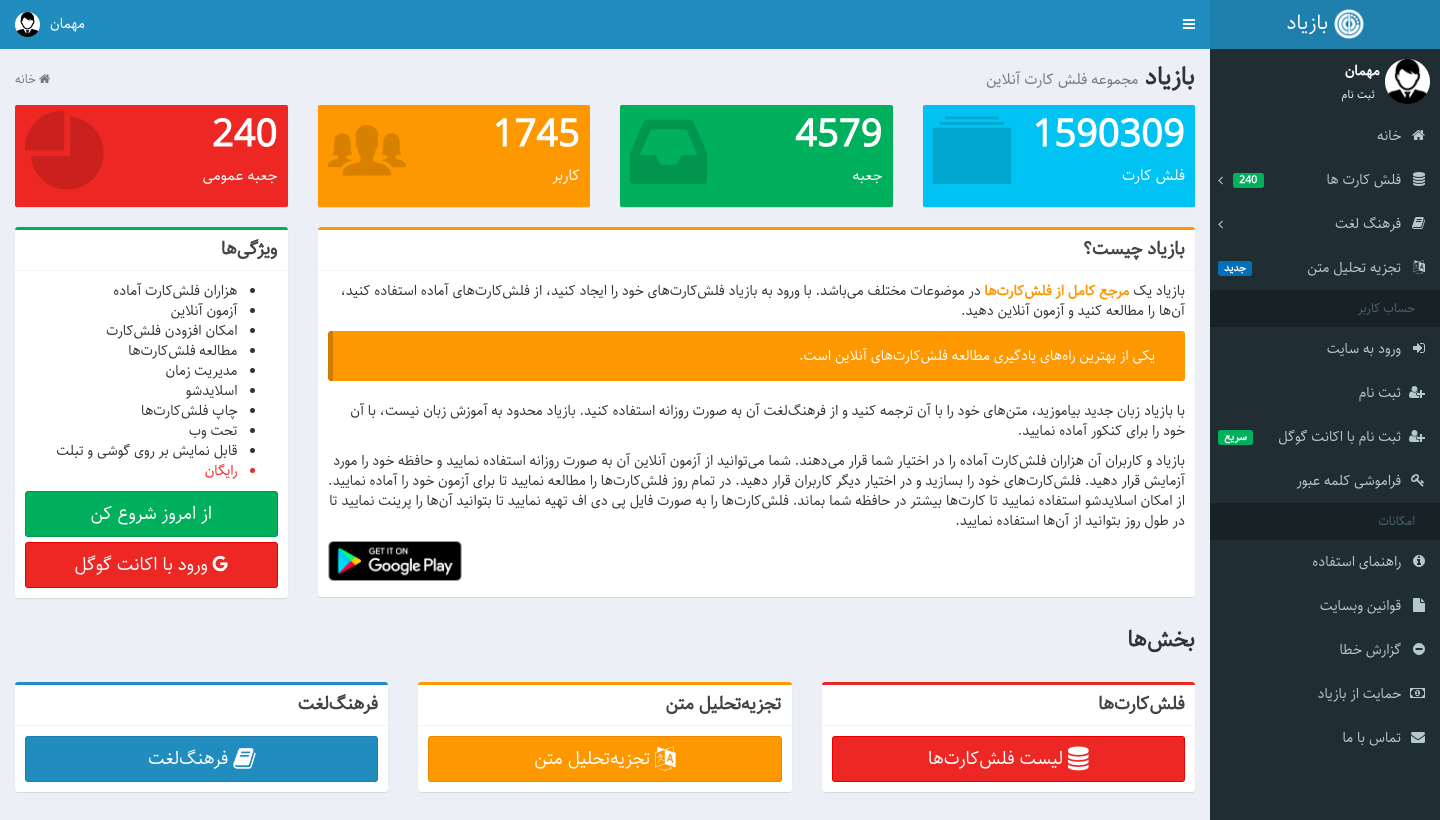 بازیاد
مهمان
مهمان
ثبت نام
خانه
فلش کارت ها
240
فرهنگ لغت
تجزیه تحلیل متن
جدید
حساب کاربر
ورود به سایت
ثبت نام
ثبت نام با اکانت گوگل
سریع
فراموشی کلمه عبور
امکانات
راهنمای استفاده
قوانین وبسایت
گزارش خطا
حمایت از بازیاد
تماس با ما
بازیاد مجموعه فلش کارت آنلاین
خانه
1590309
فلش کارت
4579
جعبه
1745
کاربر
240
جعبه عمومی
بازیاد چیست؟
بازیاد یک مرجع کامل از فلش‌کارت‌ها در موضوعات مختلف می‌باشد. با ورود به بازیاد فلش‌کارت‌های خود را ایجاد کنید، از فلش‌کارت‌های آماده استفاده کنید،
آن‌ها را مطالعه کنید و آزمون آنلاین دهید.
یکی از بهترین راه‌های یادگیری مطالعه فلش‌کارت‌های آنلاین است.
با بازیاد زبان جدید بیاموزید، متن‌های خود را با آن ترجمه کنید و از فرهنگ‌لغت آن به صورت روزانه استفاده کنید. بازیاد محدود به آموزش زبان نیست، با آن
خود را برای کنکور آماده نمایید.
بازیاد و کاربران آن هزاران فلش‌کارت آماده را در اختیار شما قرار می‌دهند. شما می‌توانید از آزمون آنلاین آن به صورت روزانه استفاده نمایید و حافظه خود را مورد
آزمایش قرار دهید. فلش‌کارت‌های خود را بسازید و در اختیار دیگر کاربران قرار دهید. در تمام روز فلش‌کارت‌ها را مطالعه نمایید تا برای آزمون خود را آماده نمایید.
از امکان اسلایدشو استفاده نمایید تا کارت‌ها بیشتر در حافظه شما بماند. فلش‌کارت‌ها را به صورت فایل پی دی اف تهیه نمایید تا بتوانید آن‌ها را پرینت نمایید تا
در طول روز بتوانید از آن‌ها استفاده نمایید.
GET IT ON
Google Play
ویژگی‌ها
هزاران فلش‌کارت آماده
آزمون آنلاین
امکان افزودن فلش‌کارت
مطالعه فلش‌کارت‌ها
مدیریت زمان
اسلایدشو
چاپ فلش‌کارت‌ها
تحت وب
قابل نمایش بر روی گوشی و تبلت
رایگان
از امروز شروع کن
ورود با اکانت گوگل
بخش‌ها
فلش‌کارت‌ها
لیست فلش‌کارت‌ها
تجزیه‌تحلیل متن
تجزیه‌تحلیل متن
فرهنگ‌لغت
فرهنگ‌لغت